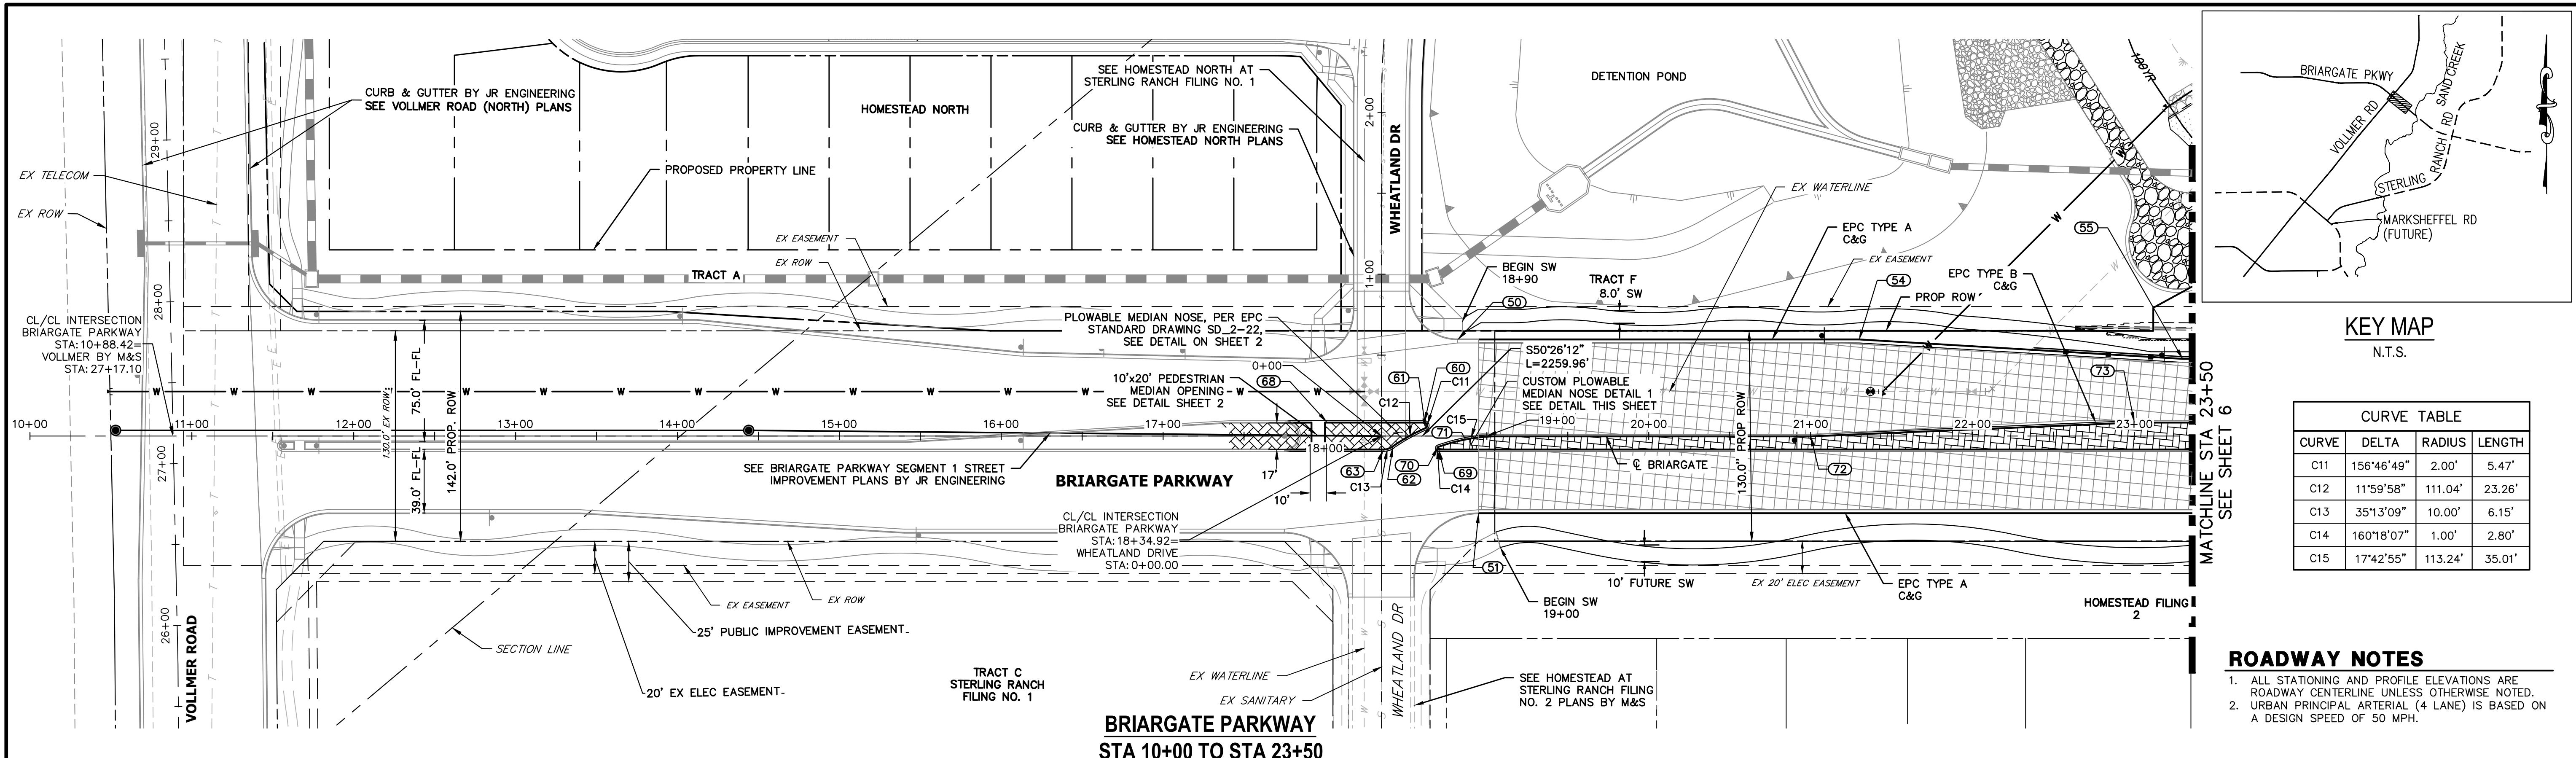 CURB & GUTTER BY JR ENGINEERING
SEE VOLLMER ROAD (NORTH) PLANS
HOMESTEAD NORTH
SEE HOMESTEAD NORTH AT
STERLING RANCH FILING NO. 1
CURB & GUTTER BY JR ENGINEERING
SEE HOMESTEAD NORTH PLANS
WHEATLAND DR
2+00
1+00
DETENTION POND
100YR
29+00
28+00
27+00
26+00
EX TELECOM
EX ROW
PROPOSED PROPERTY LINE
EX EASEMENT
EX ROW
TRACT A
EX WATERLINE
EPC TYPE A
C&G
EX EASEMENT
55
BEGIN SW
18+90
TRACT F
8.0' SW
54
EPC TYPE B
C&G
50
PROP ROW
CL/CL INTERSECTION
BRIARGATE PARKWAY
STA: 10+88.42=
VOLLMER BY M&S
STA: 27+17.10
PLOWABLE MEDIAN NOSE, PER EPC
STANDARD DRAWING SD_2-22,
SEE DETAIL ON SHEET 2
0+00
S50°26'12"
L=2259.96'
10'x20' PEDESTRIAN
MEDIAN OPENING
SEE DETAIL SHEET 2
68
61
60
C11
C12
C15
CUSTOM PLOWABLE
MEDIAN NOSE DETAIL 1
SEE DETAIL THIS SHEET
73
W W W W W W W W
130.0' EX ROW
39.0' FL-FL
75.0' FL-FL
142.0' PROP. ROW
10+00
11+00
12+00
13+00
14+00
15+00
16+00
17+00
18+00
19+00
20+00
21+00
22+00
23+00
71
SEE BRIARGATE PARKWAY SEGMENT 1 STREET
IMPROVEMENT PLANS BY JR ENGINEERING
BRIARGATE PARKWAY
17'
10'
63
C13
62
70
69
C14
℄ BRIARGATE
72
130.0" PROP ROW
MATCHLINE STA 23+50
SEE SHEET 6
CL/CL INTERSECTION
BRIARGATE PARKWAY
STA: 18+34.92=
WHEATLAND DRIVE
STA: 0+00.00
51
10' FUTURE SW
EX 20' ELEC EASEMENT
EPC TYPE A
C&G
BEGIN SW
19+00
HOMESTEAD FILING
2
EX EASEMENT
EX ROW
25' PUBLIC IMPROVEMENT EASEMENT
SECTION LINE
20' EX ELEC EASEMENT
VOLLMER ROAD
TRACT C
STERLING RANCH
FILING NO. 1
EX WATERLINE
EX SANITARY
WHEATLAND DR
SEE HOMESTEAD AT
STERLING RANCH FILING
NO. 2 PLANS BY M&S
BRIARGATE PARKWAY
STA 10+00 TO STA 23+50
BRIARGATE PKWY
VOLLMER RD
SAND CREEK
STERLING RANCH RD
MARKSHEFFEL RD
(FUTURE)
KEY MAP
N.T.S.
CURVE TABLE
CURVE DELTA RADIUS LENGTH
C11 156°46'49" 2.00' 5.47'
C12 11°59'58" 111.04' 23.26'
C13 35°13'09" 10.00' 6.15'
C14 160°18'07" 1.00' 2.80'
C15 17°42'55" 113.24' 35.01'
ROADWAY NOTES
1. ALL STATIONING AND PROFILE ELEVATIONS ARE
ROADWAY CENTERLINE UNLESS OTHERWISE NOTED.
2. URBAN PRINCIPAL ARTERIAL (4 LANE) IS BASED ON
A DESIGN SPEED OF 50 MPH.